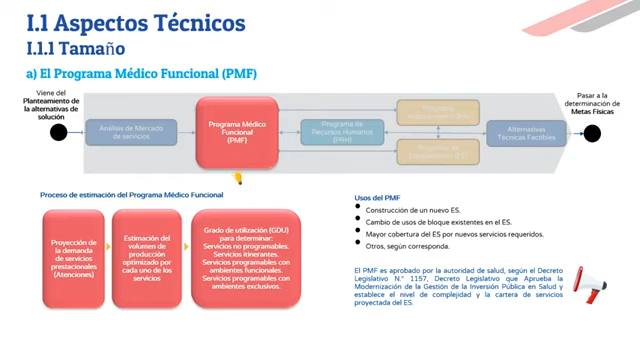 I.1 Aspectos Técnicos
I.1.1 Tamaño
a) El Programa Médico Funcional (PMF)
Viene del
Planteamiento de
la alternativas de
solución
Análisis de Mercado
de servicios
Programa Médico
Funcional
(PMF)
Programa de
Recursos Humanos
(PRH)
Programa
Programa de
Alternativas
Técnicas Factibles
Pasar a la
determinación de
Metas Físicas
Proceso de estimación del Programa Médico Funcional
Proyección de
la demanda
de servicios
prestacionales
(Atenciones)
Estimación del
volumen de
producción
optimizado por
cada uno de los
servicios
Grado de utilización (GDU)
para determinar:
Servicios no programables.
Servicios itinerantes.
Servicios programables con
ambientes funcionales.
Servicios programables con
ambientes exclusivos.
Usos del PMF
Construcción de un nuevo ES.
Cambio de usos de bloque existentes en el ES.
Mayor cobertura del ES por nuevos servicios requeridos.
Otros, según corresponda.
El PMF es aprobado por la autoridad de salud, según el Decreto
Legislativo N.° 1157, Decreto Legislativo que Aprueba la
Modernización de la Gestión de la Inversión Pública en Salud y
establece el nivel de complejidad y la cartera de servicios
proyectada del ES.